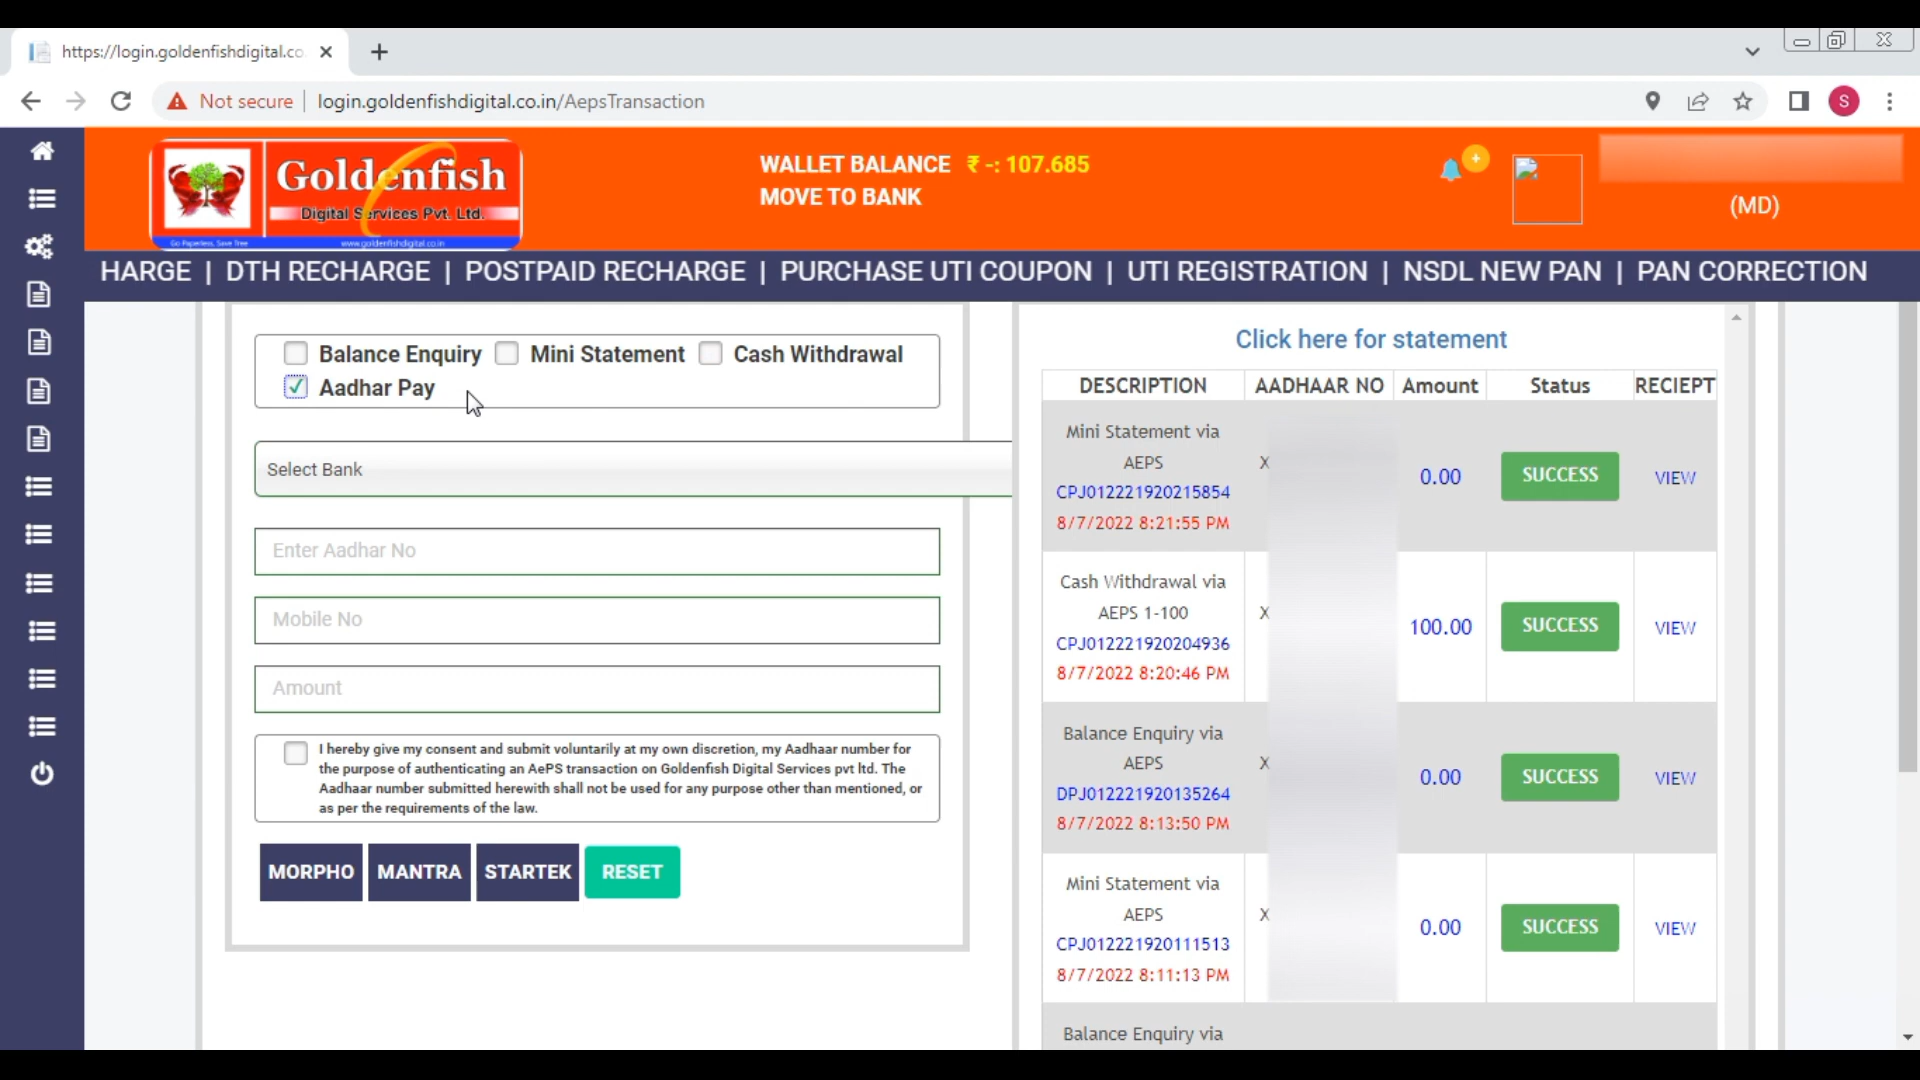 https://login.goldenfishdigital.co
Not secure
login.goldenfishdigital.co.in/AepsTransaction
S
Goldenfish
Digital Services Pvt. Ltd.
Go Paperless, Save Tree
www.goldenfishdigital.co.in
WALLET BALANCE ₹ -: 107.685
MOVE TO BANK
+
(MD)
HARGE | DTH RECHARGE | POSTPAID RECHARGE | PURCHASE UTI COUPON | UTI REGISTRATION | NSDL NEW PAN | PAN CORRECTION
Balance Enquiry Mini Statement Cash Withdrawal
Aadhar Pay
Select Bank
Enter Aadhar No
Mobile No
Amount
I hereby give my consent and submit voluntarily at my own discretion, my Aadhaar number for
the purpose of authenticating an AePS transaction on Goldenfish Digital Services pvt ltd. The
Aadhaar number submitted herewith shall not be used for any purpose other than mentioned, or
as per the requirements of the law.
MORPHO MANTRA STARTEK RESET
Click here for statement
DESCRIPTION AADHAAR NO Amount Status RECIEPT
Mini Statement via
AEPS
CPJ012221920215854
8/7/2022 8:21:55 PM
X
0.00
SUCCESS
VIEW
Cash Withdrawal via
AEPS 1-100
CPJ012221920204936
8/7/2022 8:20:46 PM
X
100.00
SUCCESS
VIEW
Balance Enquiry via
AEPS
DPJ012221920135264
8/7/2022 8:13:50 PM
X
0.00
SUCCESS
VIEW
Mini Statement via
AEPS
CPJ012221920111513
8/7/2022 8:11:13 PM
X
0.00
SUCCESS
VIEW
Balance Enquiry via